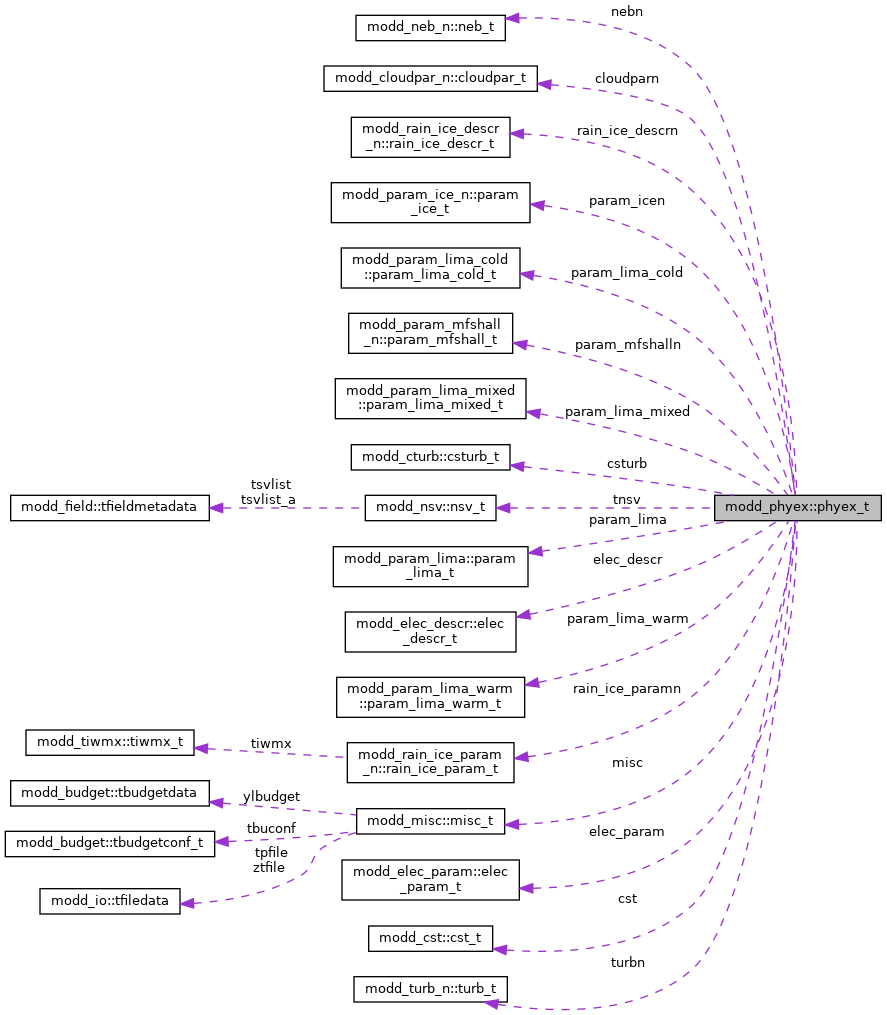 nebn
modd_neb_n::neb_t
cloudparn
modd_cloudpar_n::cloudpar_t
rain_ice_descrn
modd_rain_ice_descr
_n::rain_ice_descr_t
param_icen
modd_param_ice_n::param
_ice_t
param_lima_cold
modd_param_lima_cold
::param_lima_cold_t
param_mfshalln
modd_param_mfshall
_n::param_mfshall_t
param_lima_mixed
modd_param_lima_mixed
::param_lima_mixed_t
csturb
modd_cturb::csturb_t
tsvlist
tsvlist_a
modd_field::tfieldmetadata
modd_nsv::nsv_t
tnsv
modd_phyex::phyex_t
param_lima
modd_param_lima::param
_lima_t
elec_descr
modd_elec_descr::elec
_descr_t
param_lima_warm
modd_param_lima_warm
::param_lima_warm_t
rain_ice_paramn
modd_tiwmx::tiwmx_t
tiwmx
modd_rain_ice_param
_n::rain_ice_param_t
misc
modd_budget::tbudgetdata
ylbudget
modd_misc::misc_t
tbuconf
modd_budget::tbudgetconf_t
tpfile
ztfile
elec_param
modd_elec_param::elec
_param_t
modd_io::tfiledata
cst
modd_cst::cst_t
turbn
modd_turb_n::turb_t